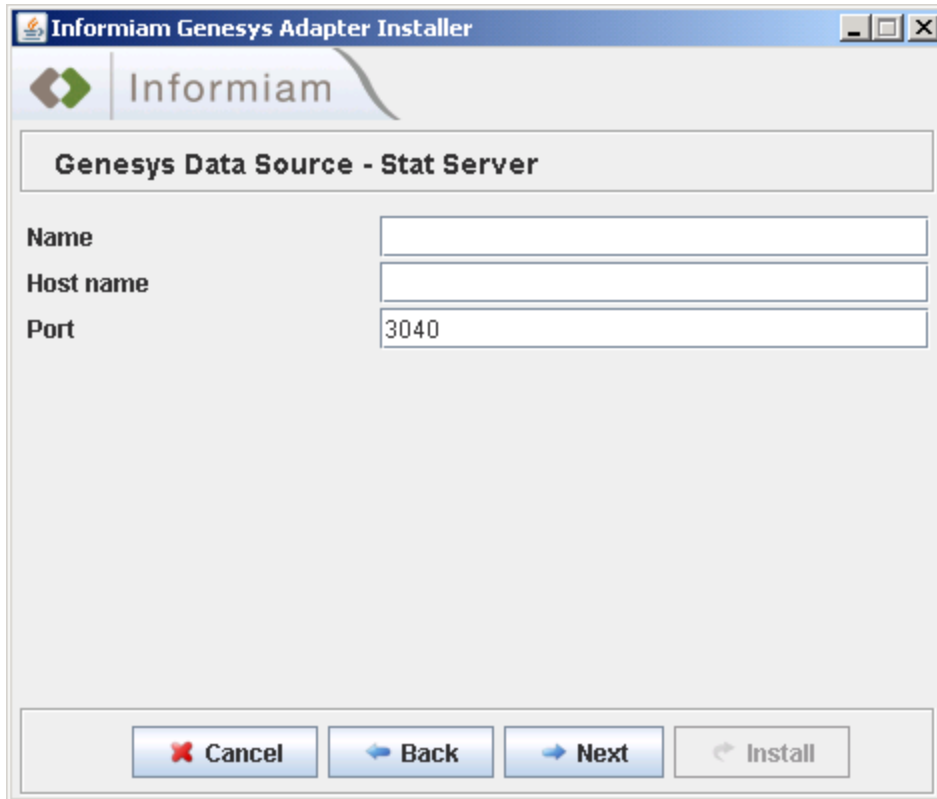 Informiam Genesys Adapter Installer
Informiam
Genesys Data Source - Stat Server
Name
Host name
Port 3040
Cancel Back Next Install